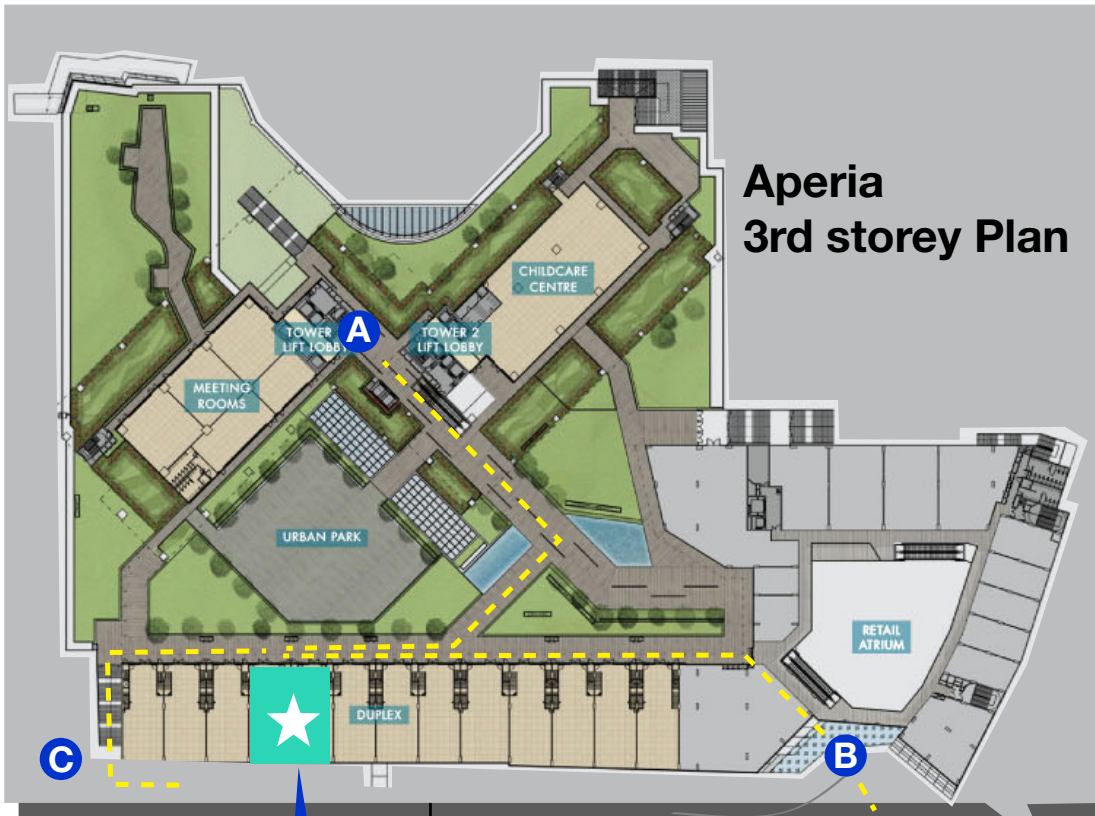 Aperia
3rd storey Plan
CHILDCARE
CENTRE
TOWER
LIFT LOBBY
A
TOWER 2
LIFT LOBBY
MEETING
ROOMS
URBAN PARK
RETAIL
ATRIUM
DUPLEX
B
C